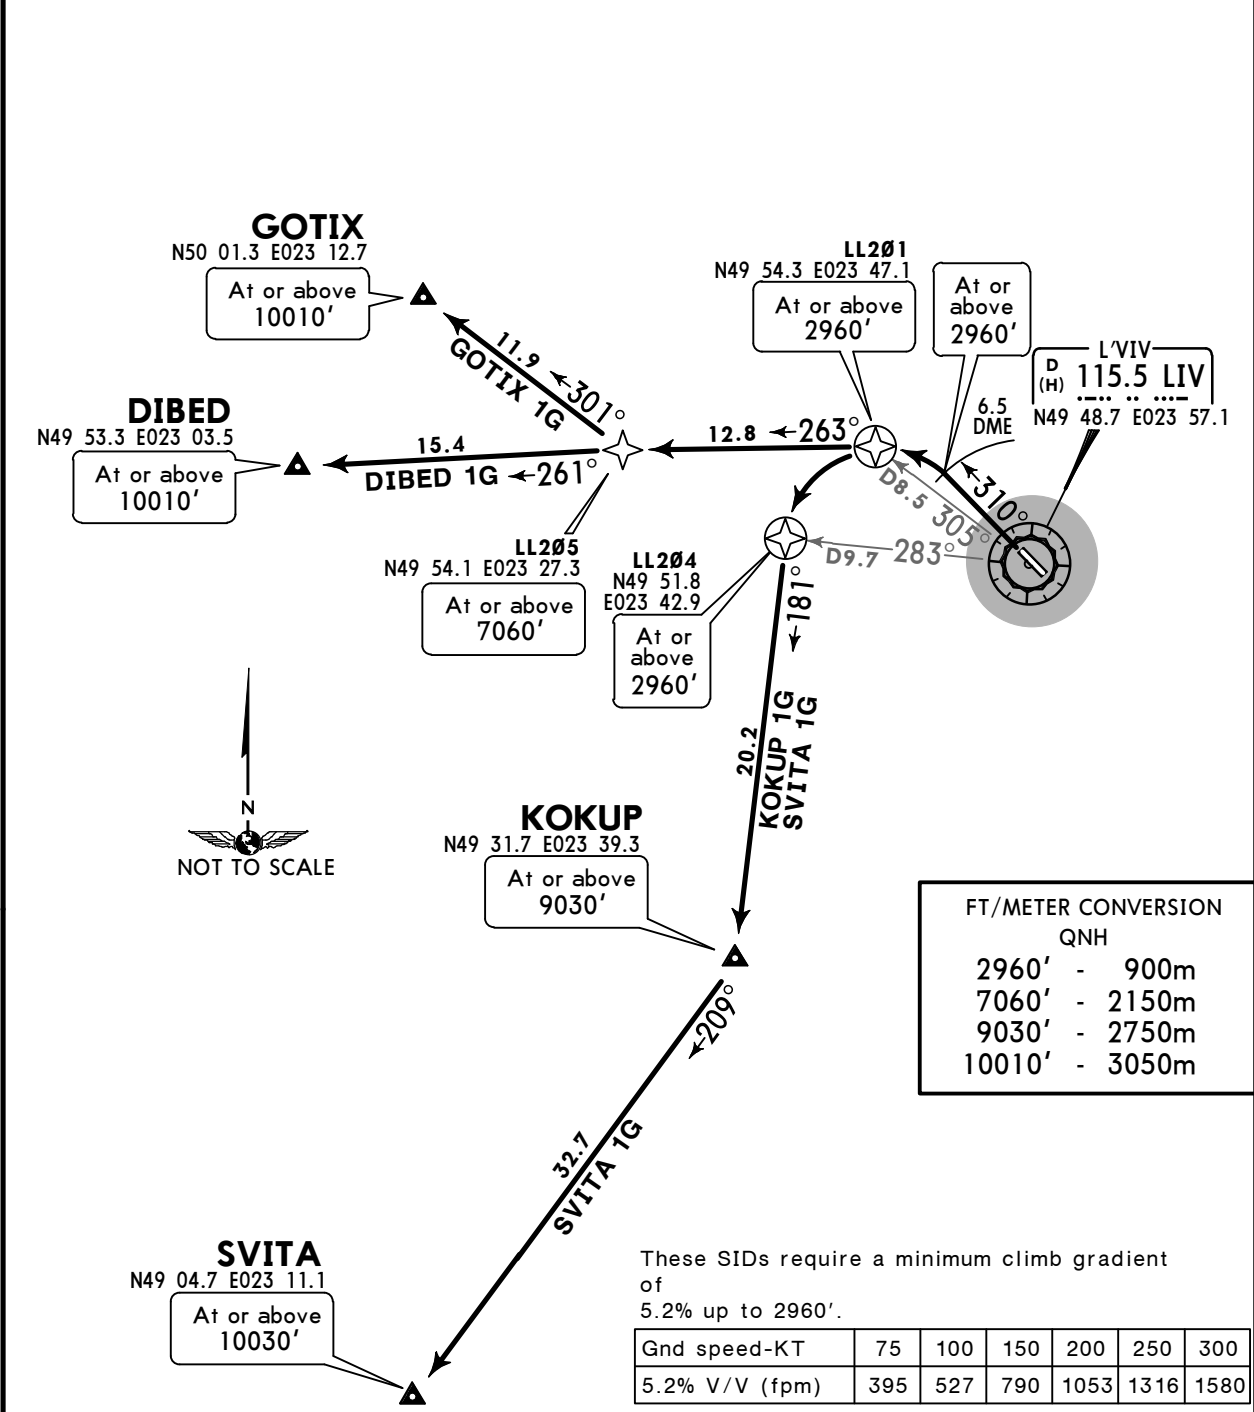 GOTIX
N50 01.3 E023 12.7
At or above
10010'
11.9
301°
GOTIX 1G
LL2Ø1
N49 54.3 E023 47.1
At or above
2960'
At or
above
2960'
L'VIV
D
(H)
115.5 LIV
N49 48.7 E023 57.1
6.5
DME
310°
D8.5 305°
D9.7 283°
DIBED
N49 53.3 E023 03.5
At or above
10010'
15.4
DIBED 1G
261°
12.8
263°
LL2Ø5
N49 54.1 E023 27.3
At or above
7060'
LL2Ø4
N49 51.8
E023 42.9
At or
above
2960'
181°
20.2
KOKUP 1G
SVITA 1G
N
NOT TO SCALE
KOKUP
N49 31.7 E023 39.3
At or above
9030'
209°
32.7
SVITA 1G
FT/METER CONVERSION
QNH
2960' - 900m
7060' - 2150m
9030' - 2750m
10010' - 3050m
SVITA
N49 04.7 E023 11.1
At or above
10030'
These SIDs require a minimum climb gradient
of
5.2% up to 2960'.
Gnd speed-KT 75 100 150 200 250 300
5.2% V/V (fpm) 395 527 790 1053 1316 1580